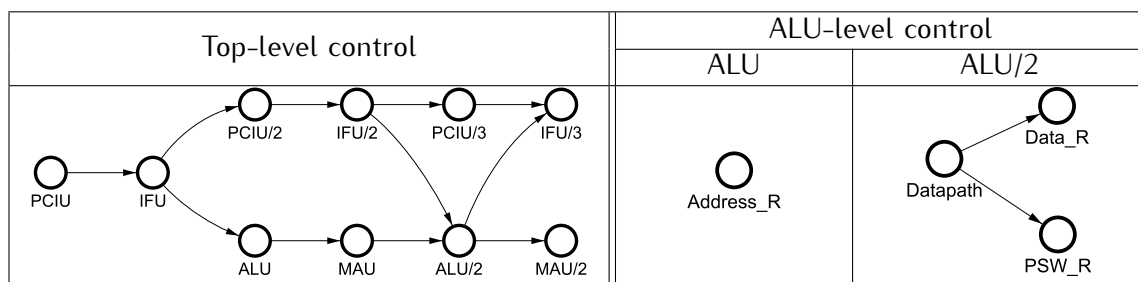 Top-level control
ALU-level control
ALU
ALU/2
PCIU/2
IFU/2
PCIU/3
IFU/3
Data_R
PCIU
IFU
Address_R
Datapath
ALU
MAU
ALU/2
MAU/2
PSW_R